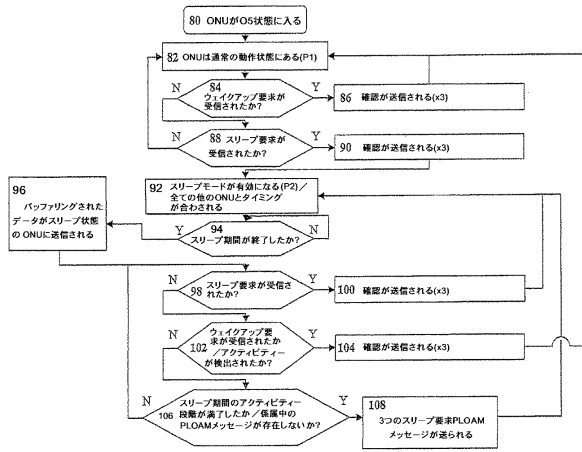 80 ONUがO5状態に入る
82 ONUは通常の動作状態にある(P1)
N
84
ウェイクアップ要求が
受信されたか?
Y
86 確認が送信される(x3)
N
88 スリープ要求が
受信されたか?
Y
90 確認が送信される(x3)
92 スリープモードが有効になる(P2)/
全ての他のONUとタイミング
が合わされる
96
バッファリングされた
データがスリープ状態
のONUに送信される
Y
94
スリープ期間が終了したか?
N
N
98 スリープ要求が受信さ
れたか?
Y
100 確認が送信される(x3)
N
102 ウェイクアップ要
求が受信されたか
/アクティビティー
が検出されたか?
Y
104 確認が送信される(x3)
N
106 スリープ期間のアクティビティー
段階が満了したか/係属中の
PLOAMメッセージが存在しないか?
Y
108
3つのスリープ要求PLOAM
メッセージが送られる